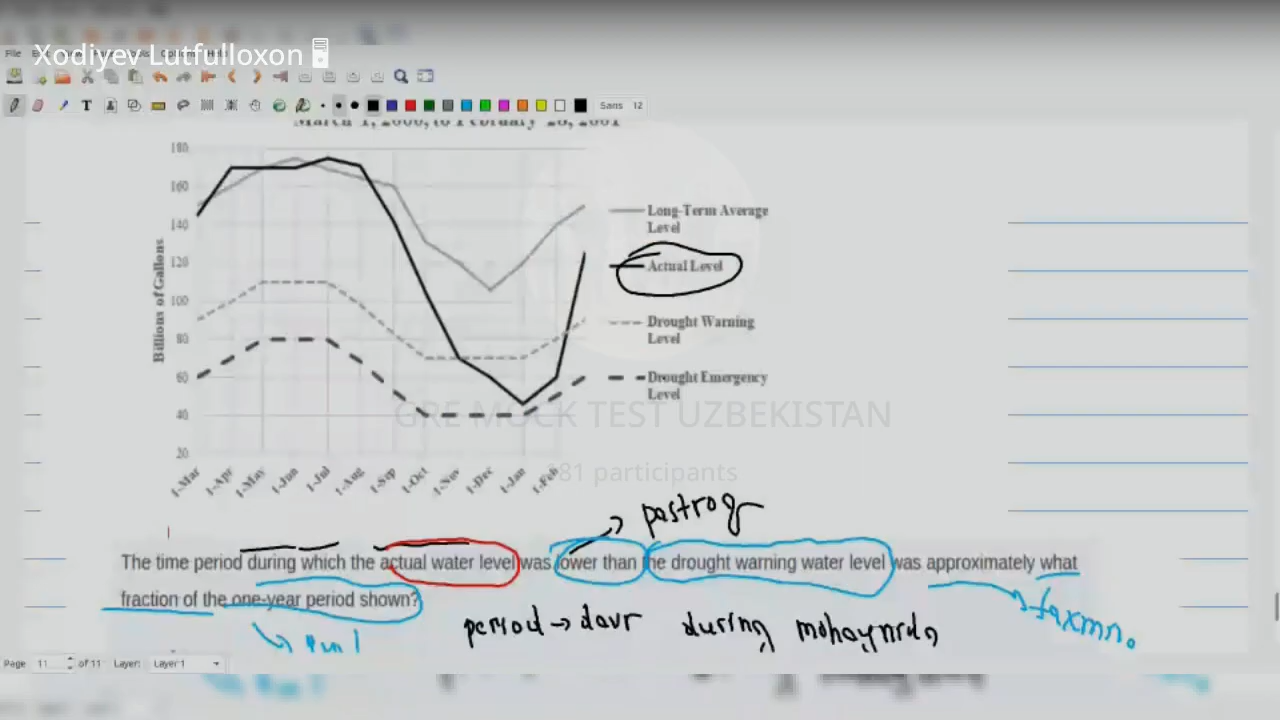 Xodiyev Lutfulloxon
File
Sans 12
March 1, 2000, to February 28, 2001
180
160
140
120
100
80
60
40
20
Billions of Gallons
1-Mar 1-Apr 1-May 1-Jun 1-Jul 1-Aug 1-Sep 1-Oct 1-Nov 1-Dec 1-Jan 1-Feb
Long-Term Average
Level
Actual Level
Drought Warning
Level
Drought Emergency
Level
GRE MOCK TEST UZBEKISTAN
participants
pastroq
The time period during which the actual water level was lower than the drought warning water level was approximately what
fraction of the one-year period shown?
period → davr during
Page 11 of 11 Layer: Layer 1